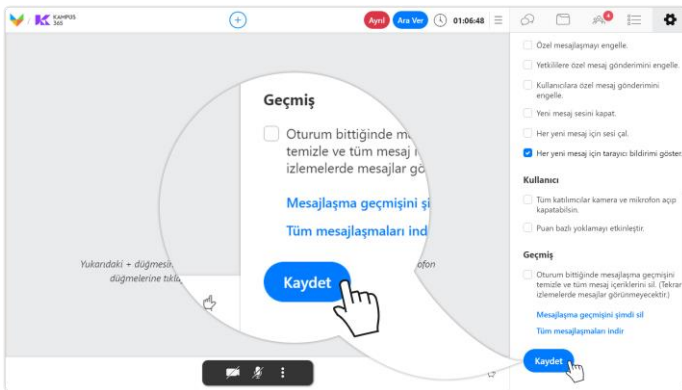 KAMPÜS
365
Ayrıl
Ara Ver
01:06:48
Özel mesajlaşmayı engelle.
Yetkililere özel mesaj gönderimini engelle.
Kullanıcılara özel mesaj gönderimini
engelle.
Yeni mesaj sesini kapat.
Her yeni mesaj için sesi çal.
Her yeni mesaj için tarayıcı bildirimi göster.
Kullanıcı
Tüm katılımcılar kamera ve mikrofon açıp
kapatabilsin.
Puan bazlı yoklamayı etkinleştir.
Geçmiş
Oturum bittiğinde mesajlaşma geçmişini
temizle ve tüm mesaj içeriklerini sil. (Tekrar
izlemelerde mesajlar görünmeyecektir.)
Mesajlaşma geçmişini şimdi sil
Tüm mesajlaşmaları indir
Kaydet
Geçmiş
Oturum bittiğinde
temizle ve tüm mesaj
izlemelerde mesajlar
Mesajlaşma geçmişini
Tüm mesajlaşmaları ind
Kaydet
Yukarıdaki + düğmesi
düğmelerine tıkla